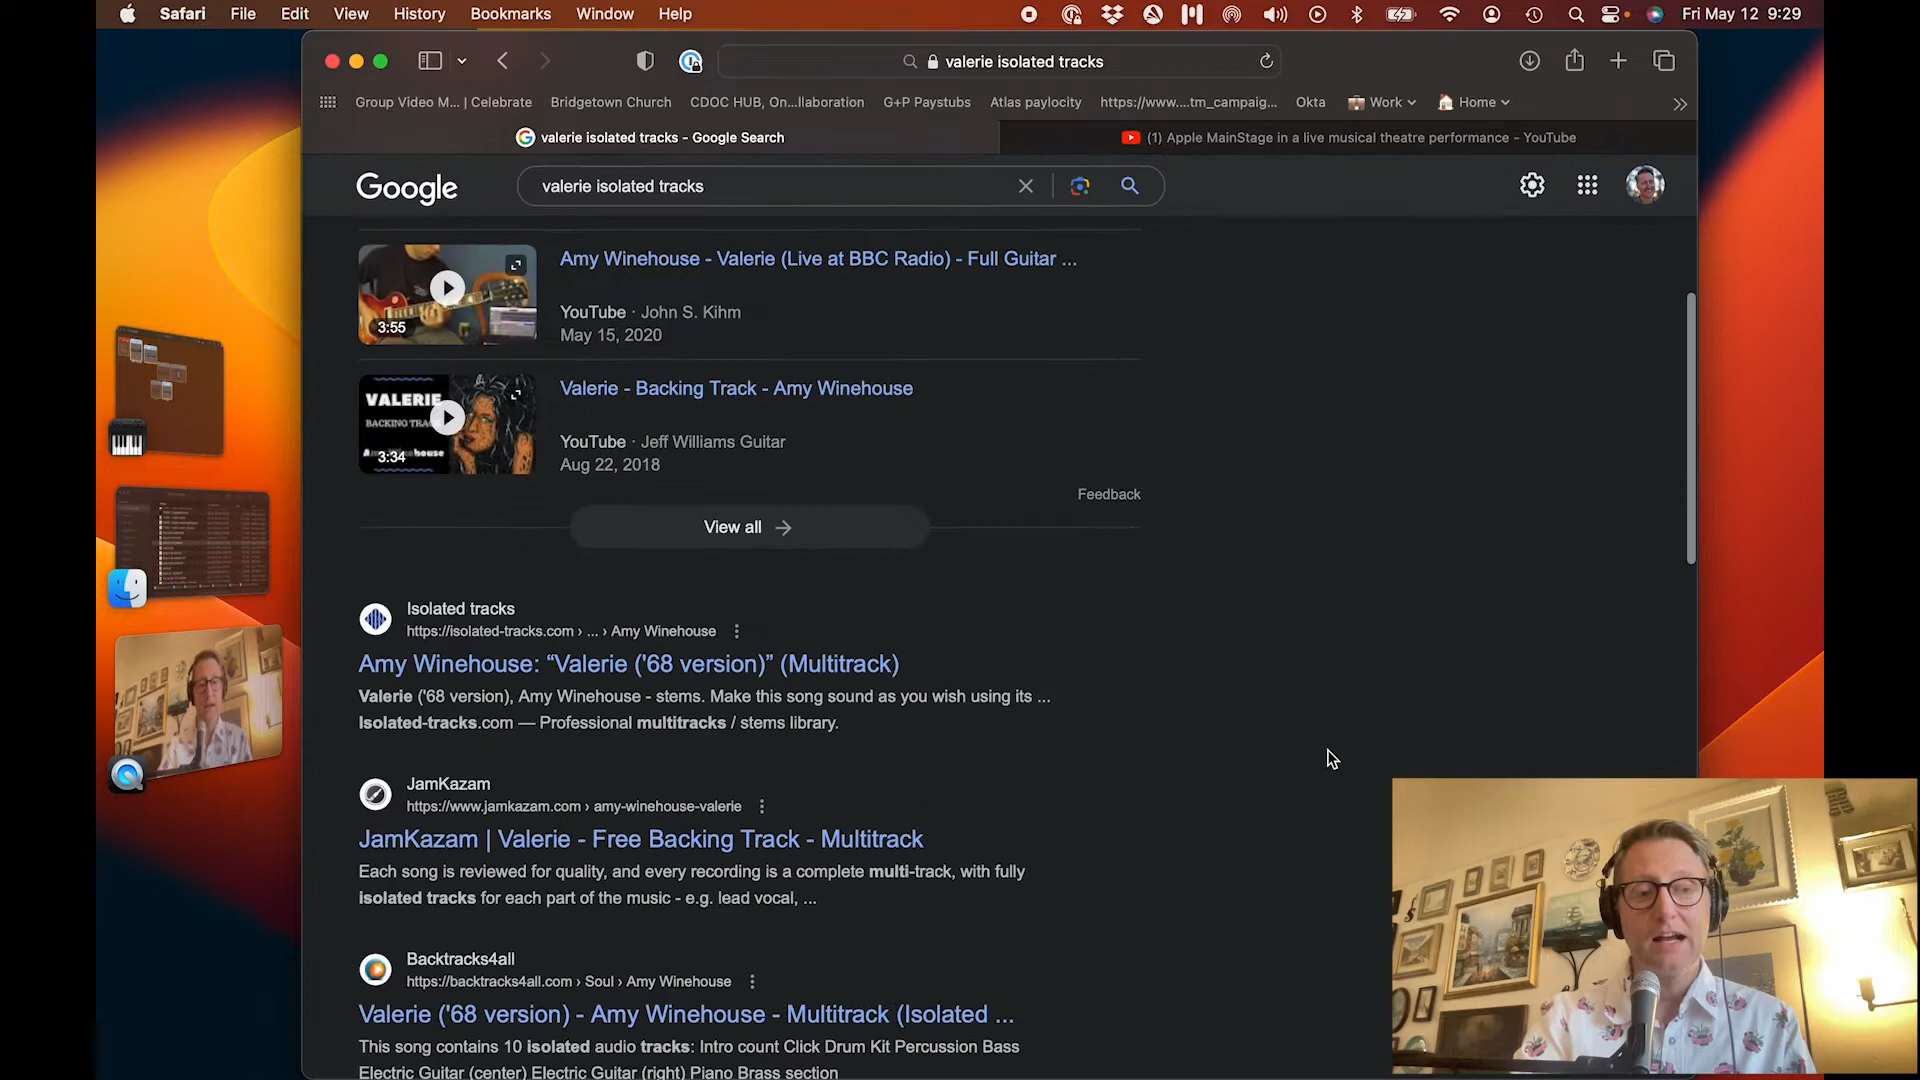 Safari File Edit View History Bookmarks Window Help Fri May 12 9:29
valerie isolated tracks
Group Video M... | Celebrate Bridgetown Church CDOC HUB, On...llaboration G+P Paystubs Atlas paylocity https://www....tm_campaig... Okta Work Home
valerie isolated tracks - Google Search (1) Apple MainStage in a live musical theatre performance - YouTube
Google valerie isolated tracks
Amy Winehouse - Valerie (Live at BBC Radio) - Full Guitar ...
YouTube · John S. Kihm
3:55
May 15, 2020
Valerie - Backing Track - Amy Winehouse
VALERIE
BACKING TRACK
YouTube · Jeff Williams Guitar
3:34
Aug 22, 2018
Feedback
View all
Isolated tracks
https://isolated-tracks.com › ... › Amy Winehouse
Amy Winehouse: “Valerie ('68 version)” (Multitrack)
Valerie ('68 version), Amy Winehouse - stems. Make this song sound as you wish using its ...
Isolated-tracks.com — Professional multitracks / stems library.
JamKazam
https://www.jamkazam.com › amy-winehouse-valerie
JamKazam | Valerie - Free Backing Track - Multitrack
Each song is reviewed for quality, and every recording is a complete multi-track, with fully
isolated tracks for each part of the music - e.g. lead vocal, ...
Backtracks4all
https://backtracks4all.com › Soul › Amy Winehouse
Valerie ('68 version) - Amy Winehouse - Multitrack (Isolated ...
This song contains 10 isolated audio tracks: Intro count Click Drum Kit Percussion Bass
Electric Guitar (center) Electric Guitar (right) Piano Brass section